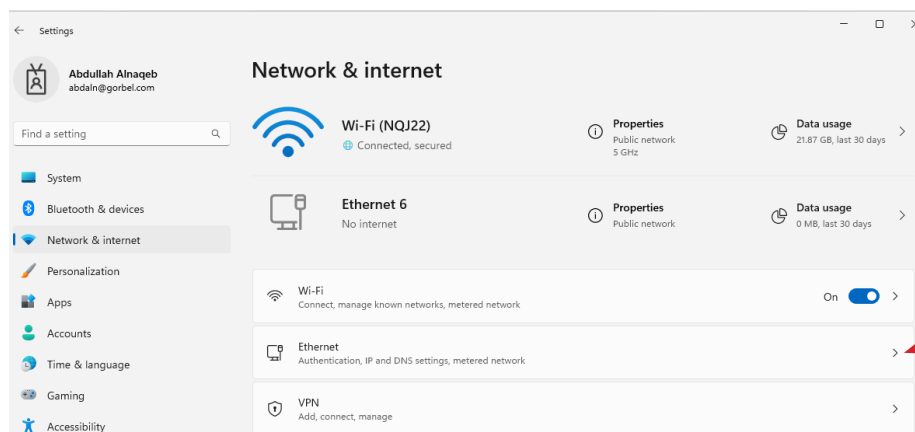 Settings
Abdullah Alnaqeb
abdaln@gorbel.com
Find a setting
System
Bluetooth & devices
Network & internet
Personalization
Apps
Accounts
Time & language
Gaming
Accessibility
Network & internet
Wi-Fi (NQJ22)
Connected, secured
Properties
Public network
5 GHz
Data usage
21.87 GB, last 30 days
Ethernet 6
No internet
Properties
Public network
Data usage
0 MB, last 30 days
Wi-Fi
Connect, manage known networks, metered network
On
Ethernet
Authentication, IP and DNS settings, metered network
VPN
Add, connect, manage